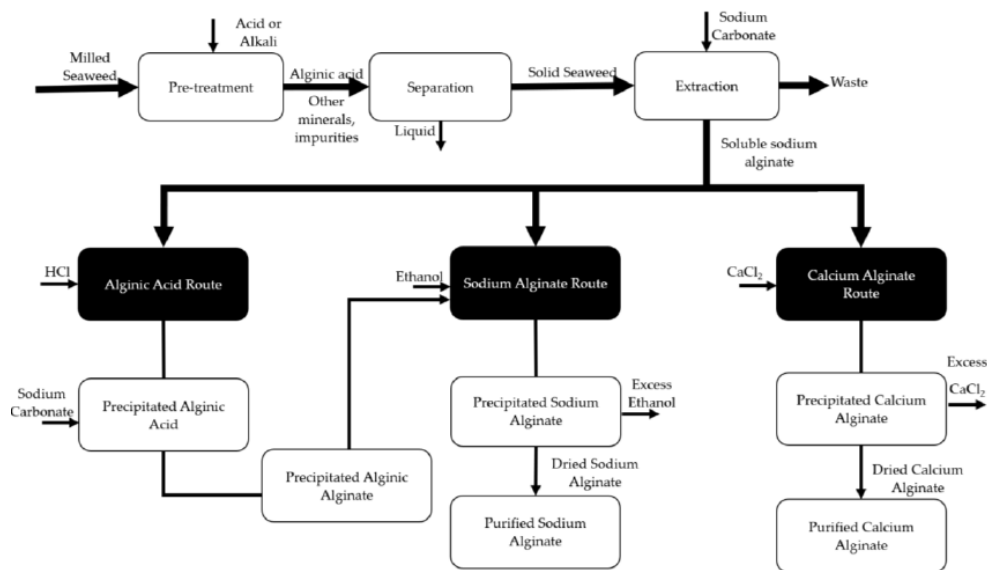 Acid or
Alkali
Sodium
Carbonate
Milled
Seaweed
Pre-treatment
Alginic acid
Other
minerals,
impurities
Separation
Liquid
Solid Seaweed
Extraction
Waste
Soluble sodium
alginate
HCl
Alginic Acid Route
Ethanol
Sodium Alginate Route
CaCl2
Calcium Alginate
Route
Sodium
Carbonate
Precipitated Alginic
Acid
Precipitated Alginic
Alginate
Precipitated Sodium
Alginate
Excess
Ethanol
Dried Sodium
Alginate
Purified Sodium
Alginate
Precipitated Calcium
Alginate
Excess
CaCl2
Dried Calcium
Alginate
Purified Calcium
Alginate